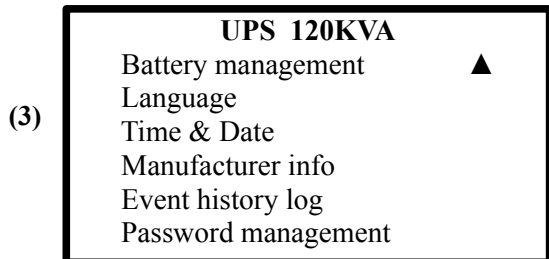 UPS 120KVA
Battery management ▲
Language
(3)
Time & Date
Manufacturer info
Event history log
Password management